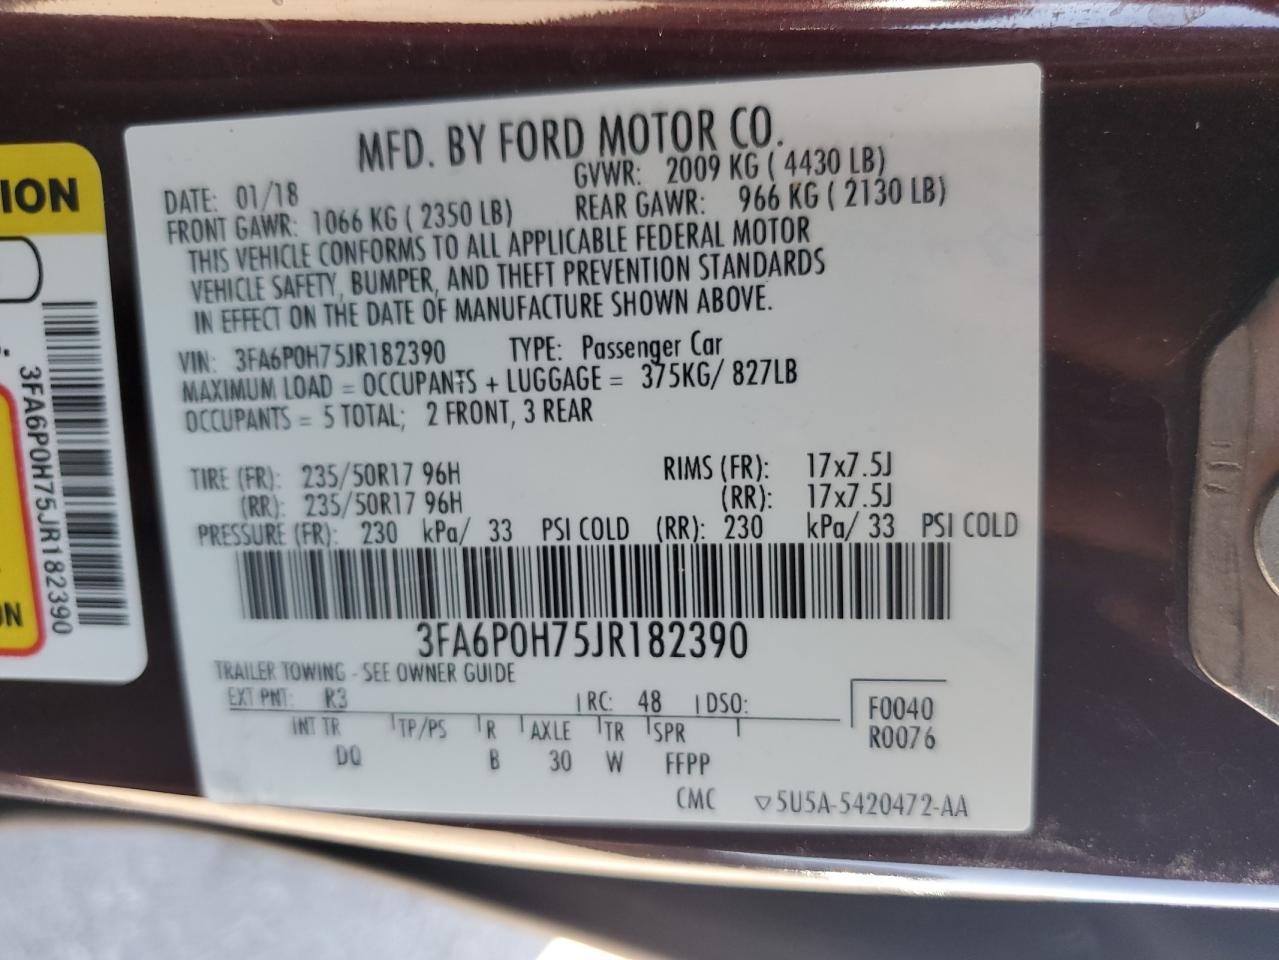 MFD. BY FORD MOTOR CO.
DATE: 01/18 GVWR: 2009 KG ( 4430 LB)
FRONT GAWR: 1066 KG ( 2350 LB) REAR GAWR: 966 KG ( 2130 LB)
THIS VEHICLE CONFORMS TO ALL APPLICABLE FEDERAL MOTOR
VEHICLE SAFETY, BUMPER, AND THEFT PREVENTION STANDARDS
IN EFFECT ON THE DATE OF MANUFACTURE SHOWN ABOVE.
VIN: 3FA6P0H75JR182390 TYPE: Passenger Car
MAXIMUM LOAD = OCCUPANTS + LUGGAGE = 375KG/ 827LB
OCCUPANTS = 5 TOTAL; 2 FRONT, 3 REAR
TIRE (FR): 235/50R17 96H RIMS (FR): 17x7.5J
(RR): 235/50R17 96H (RR): 17x7.5J
PRESSURE (FR): 230 kPa/ 33 PSI COLD (RR): 230 kPa/ 33 PSI COLD
3FA6P0H75JR182390
TRAILER TOWING - SEE OWNER GUIDE
EXT PNT: R3 RC: 48 DSO:
F0040
R0076
INT TR TP/PS R AXLE TR SPR
DQ B 30 W FFPP
CMC ▽5U5A-5420472-AA
ION
3FA6P0H75JR182390
ON